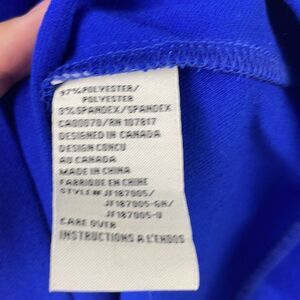 97%POLYESTER/
POLYESTER
3%SPANDEX/SPANDEX
CA00070/RN 107817
DESIGNED IN CANADA
DESIGN CONCU
AU CANADA
MADE IN CHINA
FABRIQUE EN CHINE
STYLE# JF187005/
JF187005-GH/
JF187005-U
CARE OVER
INSTRUCTIONS A L'ENDOS